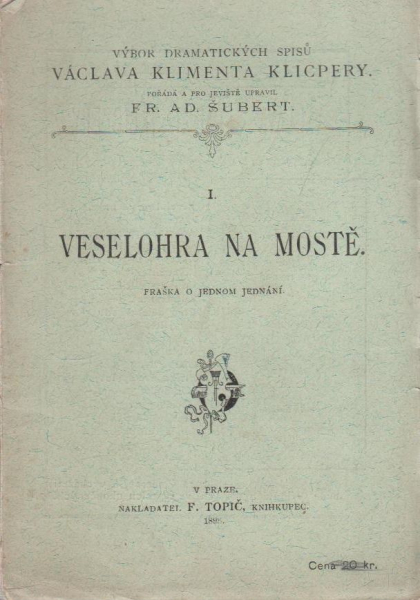 VÝBOR DRAMATICKÝCH SPISŮ
VÁCLAVA KLIMENTA KLICPERY.
POŘÁDÁ A PRO JEVIŠTĚ UPRAVIL
FR. AD. ŠUBERT.
I.
VESELOHRA NA MOSTĚ.
FRAŠKA O JEDNOM JEDNÁNÍ.
V PRAZE.
NAKLADATEL F. TOPIČ, KNIHKUPEC.
Cena 20 kr.